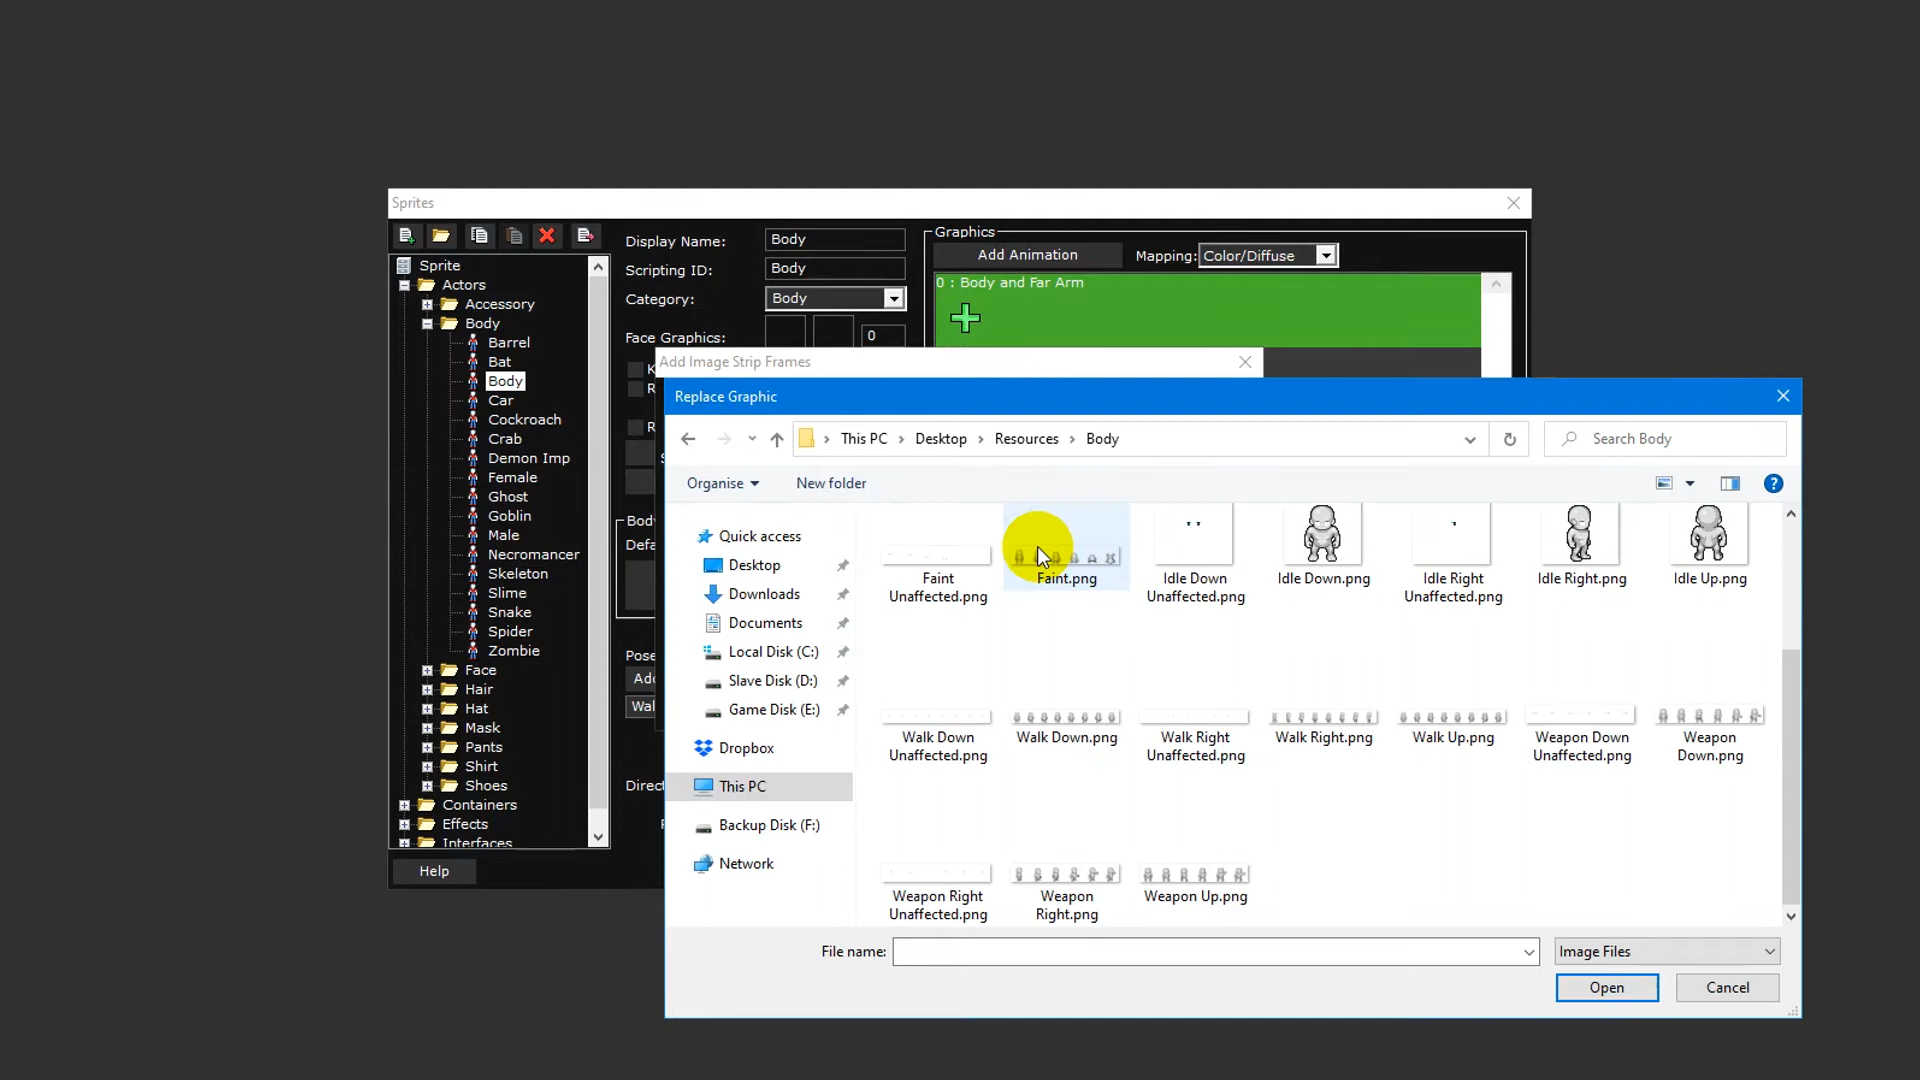 Sprites
Display Name: Body
Scripting ID: Body
Category: Body
Face Graphics: 0
Graphics
Add Animation
Mapping: Color/Diffuse
0 : Body and Far Arm
Sprite
Actors
Accessory
Body
Barrel
Bat
Body
Car
Cockroach
Crab
Demon Imp
Female
Ghost
Goblin
Male
Necromancer
Skeleton
Slime
Snake
Spider
Zombie
Face
Hair
Hat
Mask
Pants
Shirt
Shoes
Containers
Effects
Interfaces
Help
Body
Pose
Add Image Strip Frames
Replace Graphic
This PC
Desktop
Resources
Body
Search Body
Organise
New folder
Quick access
Desktop
Downloads
Documents
Local Disk (C:)
Slave Disk (D:)
Game Disk (E:)
Dropbox
This PC
Backup Disk (F:)
Network
Faint
Unaffected.png
Faint.png
Idle Down
Unaffected.png
Idle Down.png
Idle Right
Unaffected.png
Idle Right.png
Idle Up.png
Walk Down
Unaffected.png
Walk Down.png
Walk Right
Unaffected.png
Walk Right.png
Walk Up.png
Weapon Down
Unaffected.png
Weapon
Down.png
Weapon Right
Unaffected.png
Weapon
Right.png
Weapon Up.png
File name:
Image Files
Open
Cancel